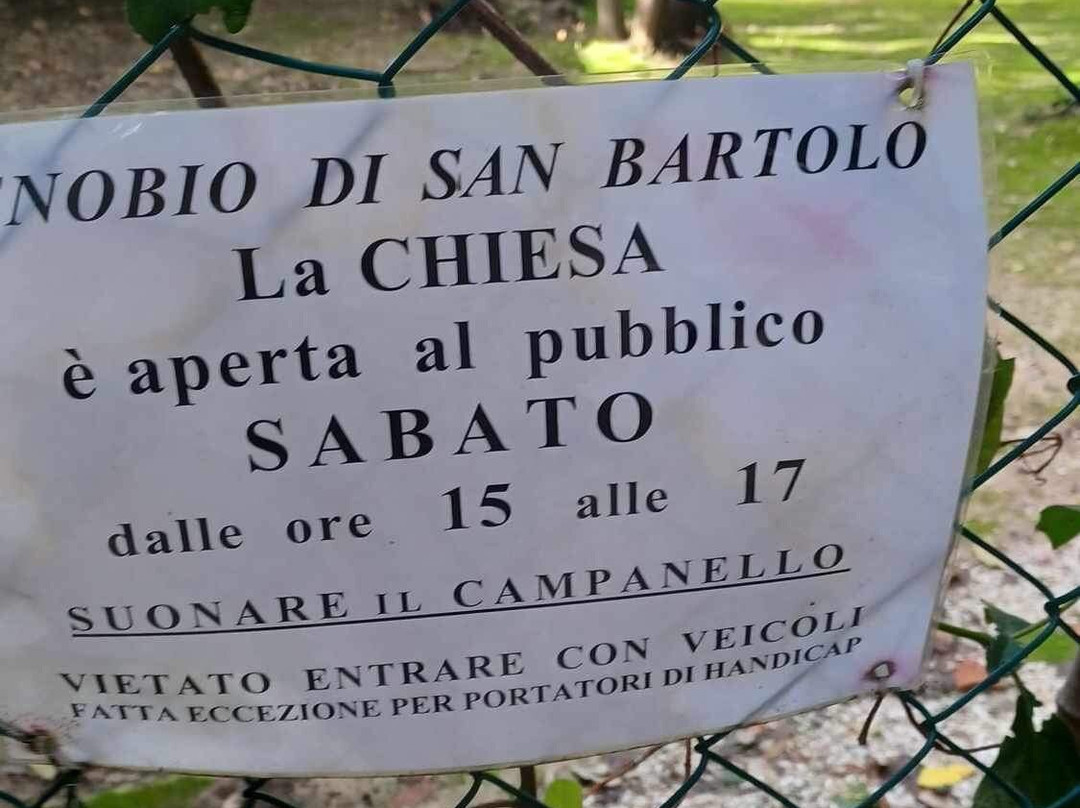 NOBIO DI SAN BARTOLO
La CHIESA
è aperta al pubblico
SABATO
dalle ore 15 alle 17
SUONARE IL CAMPANELLO
VIETATO ENTRARE CON VEICOLI
FATTA ECCEZIONE PER PORTATORI DI HANDICAP